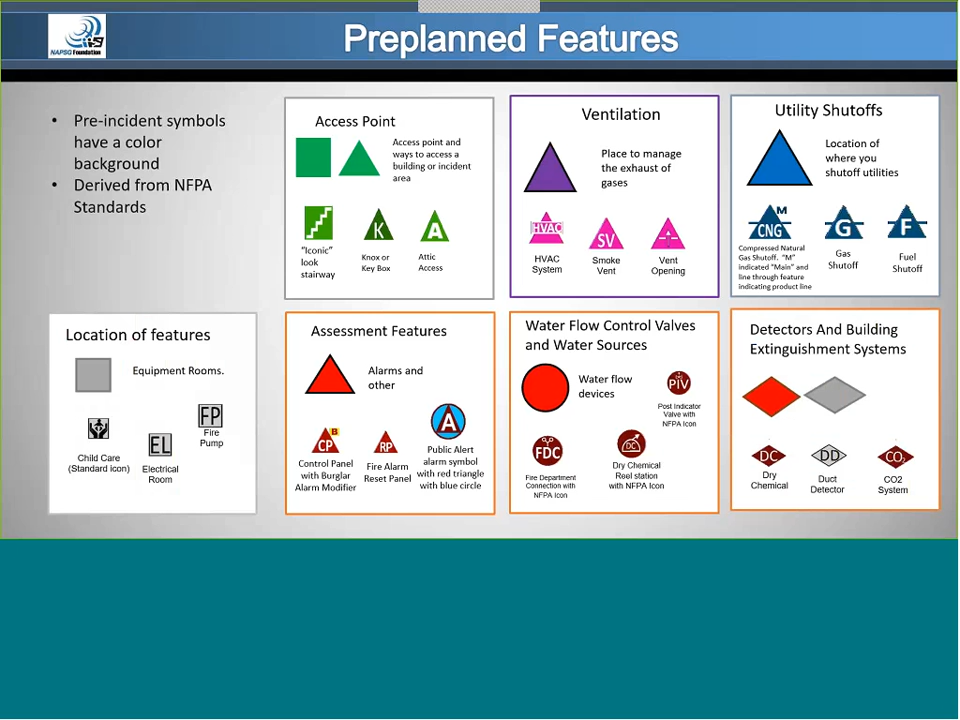 NAPSG Foundation
Preplanned Features
• Pre-incident symbols
have a color
background
• Derived from NFPA
Standards
Access Point
Access point and
ways to access a
building or incident
area
K
A
"Iconic"
look
stairway
Knox or
Key Box
Attic
Access
Ventilation
Place to manage
the exhaust of
gases
HVAC
SV
HVAC
System
Smoke
Vent
Vent
Opening
Utility Shutoffs
Location of
where you
shutoff utilities
M
CNG
G
F
Compressed Natural
Gas Shutoff. "M"
indicated "Main" and
line through feature
indicating product line
Gas
Shutoff
Fuel
Shutoff
Location of features
Equipment Rooms.
FP
Fire
Pump
EL
Child Care
(Standard icon)
Electrical
Room
Assessment Features
Alarms and
other
B
CP
RP
A
Control Panel
with Burglar
Alarm Modifier
Fire Alarm
Reset Panel
Public Alert
alarm symbol
with red triangle
with blue circle
Water Flow Control Valves
and Water Sources
Water flow
devices
PIV
Post Indicator
Valve with
NFPA Icon
FDC
DC
Fire Department
Connection with
NFPA Icon
Dry Chemical
Reel station
with NFPA Icon
Detectors And Building
Extinguishment Systems
DC
DD
CO2
Dry
Chemical
Duct
Detector
CO2
System